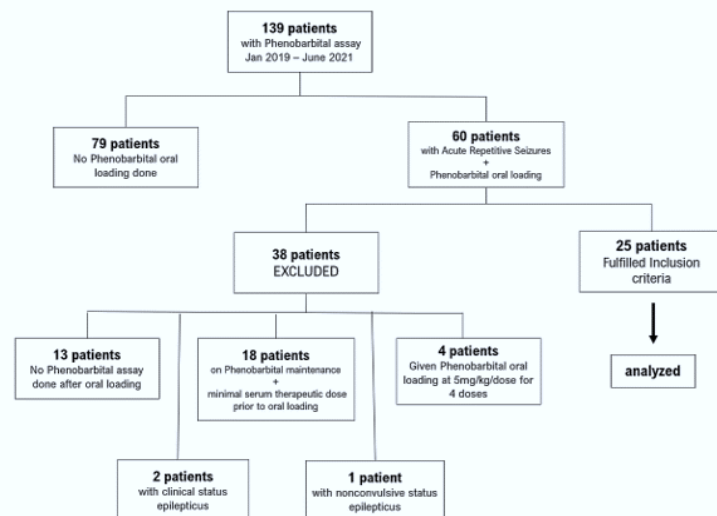 139 patients
with Phenobarbital assay
Jan 2019 – June 2021
79 patients
No Phenobarbital oral
loading done
60 patients
with Acute Repetitive Seizures
+
Phenobarbital oral loading
38 patients
EXCLUDED
25 patients
Fulfilled Inclusion
criteria
13 patients
No Phenobarbital assay
done after oral loading
18 patients
on Phenobarbital maintenance
+
minimal serum therapeutic dose
prior to oral loading
4 patients
Given Phenobarbital oral
loading at 5mg/kg/dose for
4 doses
analyzed
2 patients
with clinical status
epilepticus
1 patient
with nonconvulsive status
epilepticus